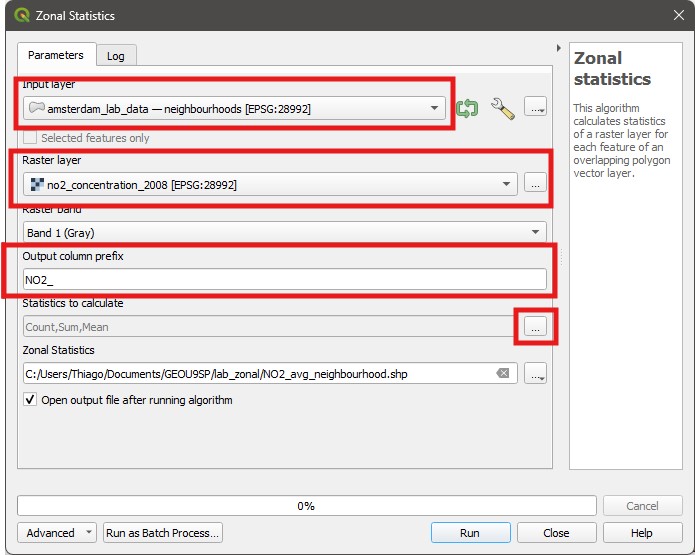 Zonal Statistics
Parameters
Log
Input layer
amsterdam_lab_data — neighbourhoods [EPSG:28992]
...
Selected features only
Raster layer
no2_concentration_2008 [EPSG:28992]
...
Raster band
Band 1 (Gray)
Output column prefix
NO2_
Statistics to calculate
Count,Sum,Mean
...
Zonal Statistics
C:/Users/Thiago/Documents/GEOU9SP/lab_zonal/NO2_avg_neighbourhood.shp
...
Open output file after running algorithm
Zonal
statistics
This algorithm
calculates statistics
of a raster layer for
each feature of an
overlapping polygon
vector layer.
0%
Cancel
Advanced
Run as Batch Process...
Run
Close
Help